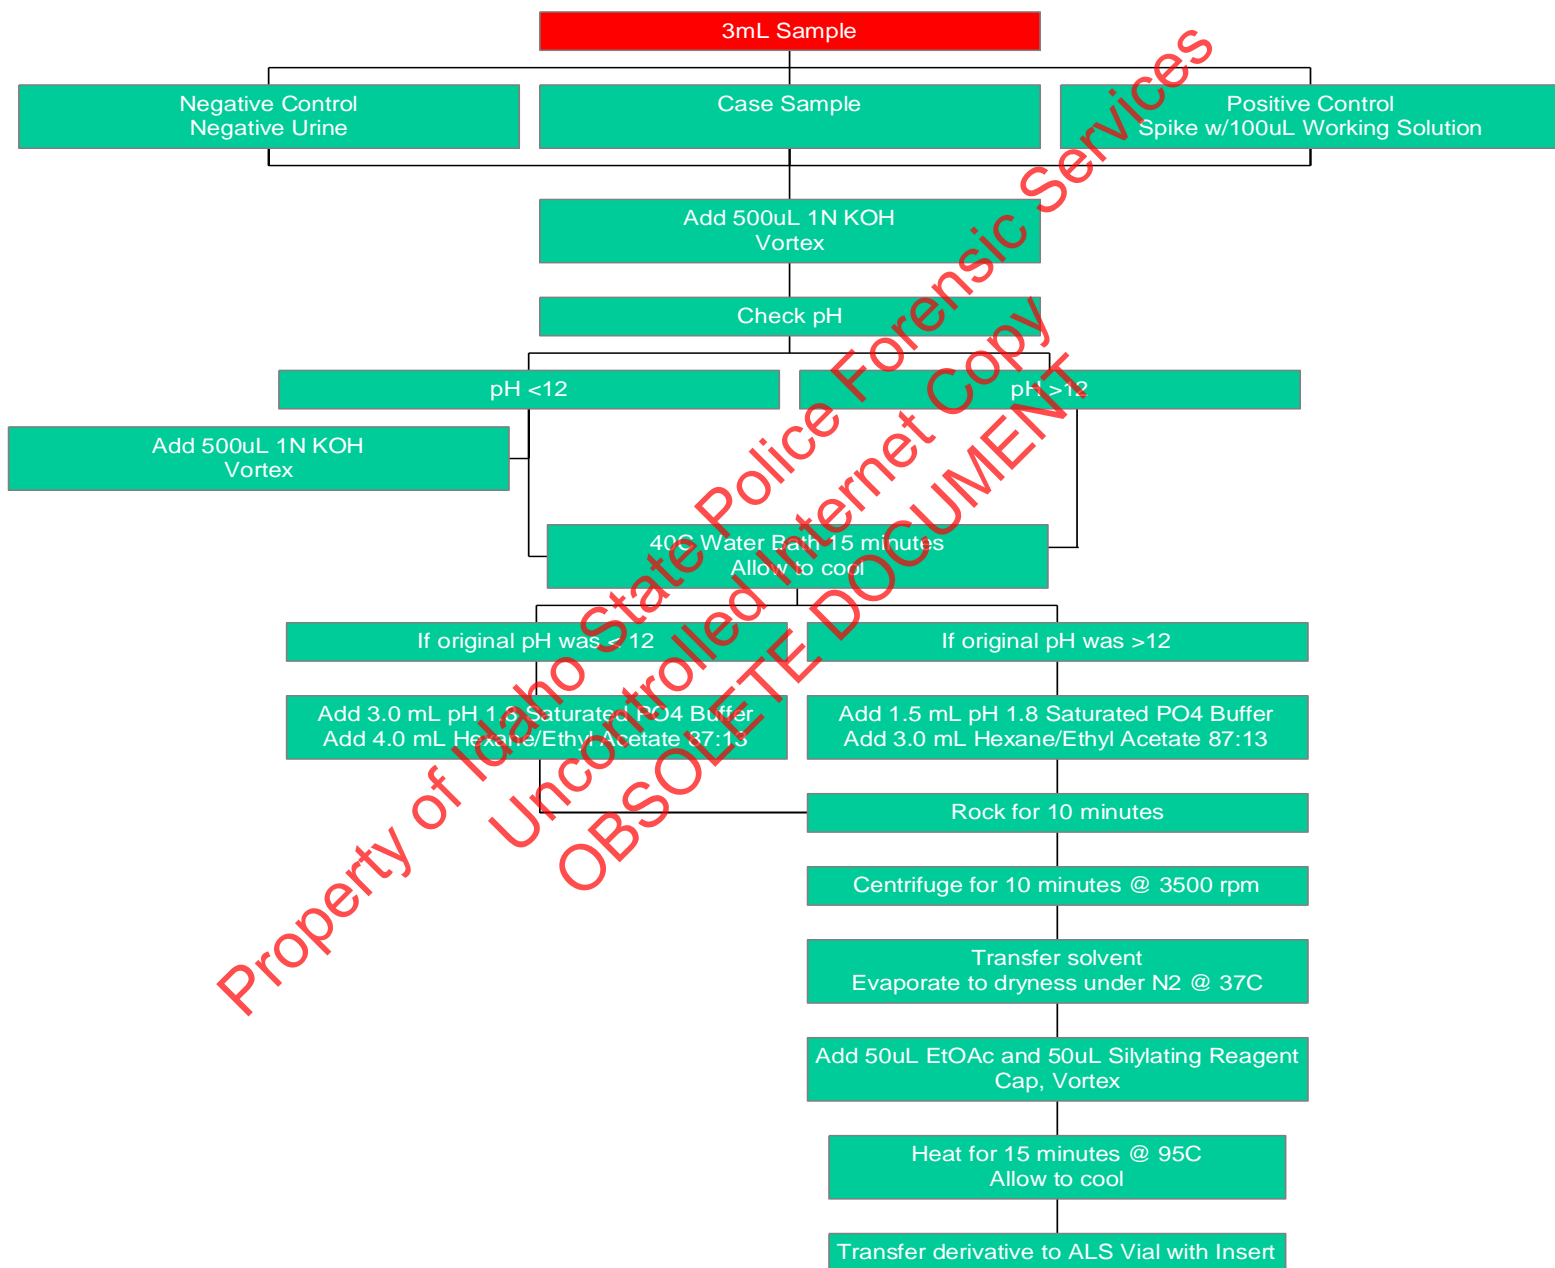 3mL Sample
Negative Control
Negative Urine
Case Sample
Positive Control
Spike w/100uL Working Solution
Add 500uL 1N KOH
Vortex
Check pH
pH <12
pH >12
Add 500uL 1N KOH
Vortex
40C Water Bath 15 minutes
Allow to cool
If original pH was < 12
If original pH was >12
Add 3.0 mL pH 1.8 Saturated PO4 Buffer
Add 4.0 mL Hexane/Ethyl Acetate 87:13
Add 1.5 mL pH 1.8 Saturated PO4 Buffer
Add 3.0 mL Hexane/Ethyl Acetate 87:13
Rock for 10 minutes
Centrifuge for 10 minutes @ 3500 rpm
Transfer solvent
Evaporate to dryness under N2 @ 37C
Add 50uL EtOAc and 50uL Silylating Reagent
Cap, Vortex
Heat for 15 minutes @ 95C
Allow to cool
Transfer derivative to ALS Vial with Insert
Property of Idaho State Police Forensic Services
Uncontrolled Internet Copy
OBSOLETE DOCUMENT